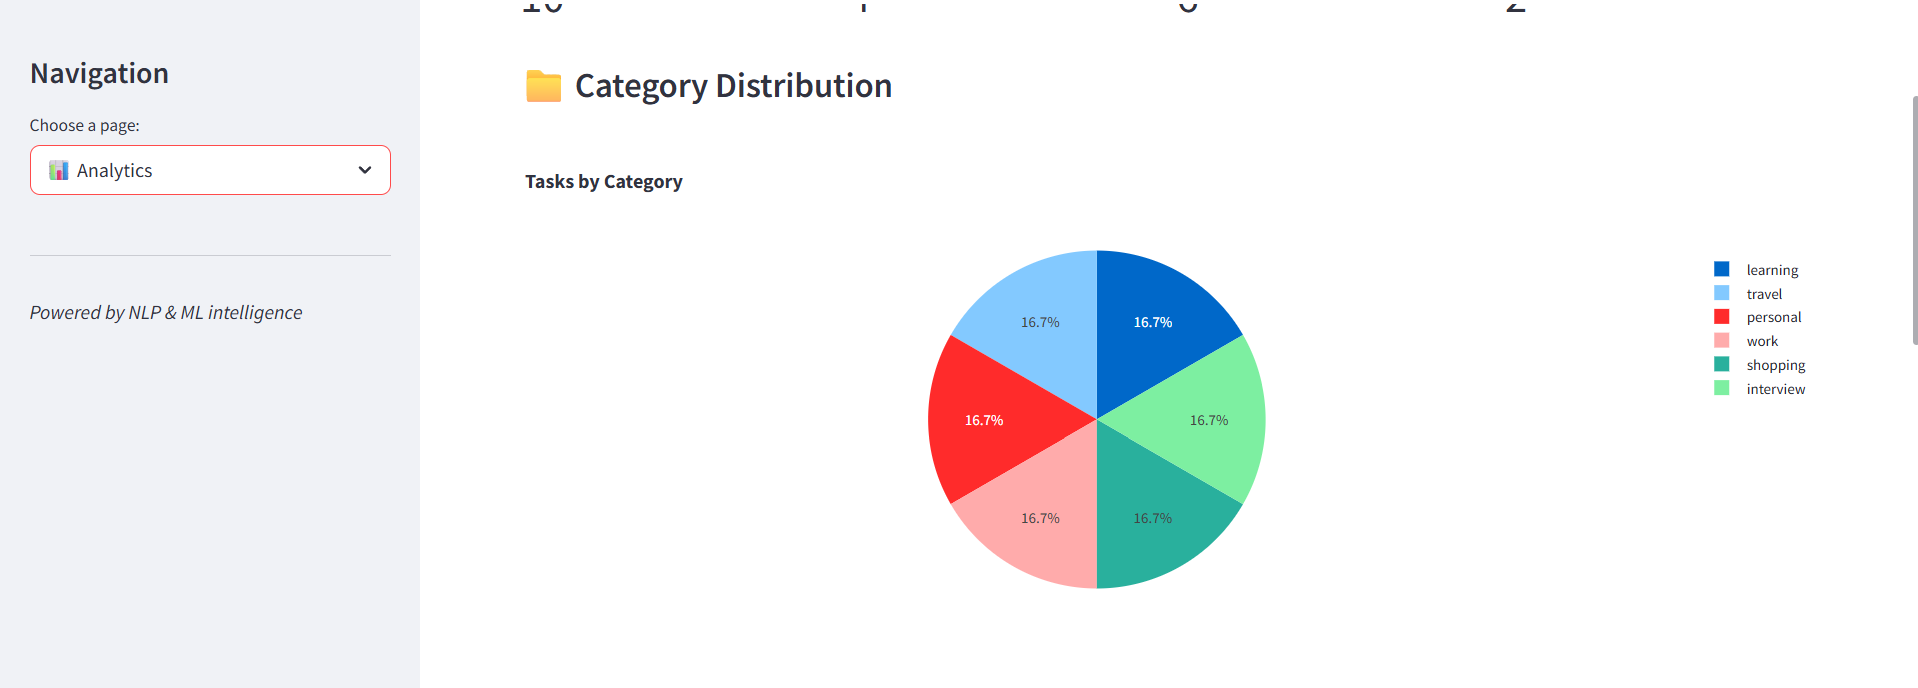 Navigation
Choose a page:
Analytics
Powered by NLP & ML intelligence
Category Distribution
Tasks by Category
16.7%
16.7%
16.7%
16.7%
16.7%
16.7%
learning
travel
personal
work
shopping
interview